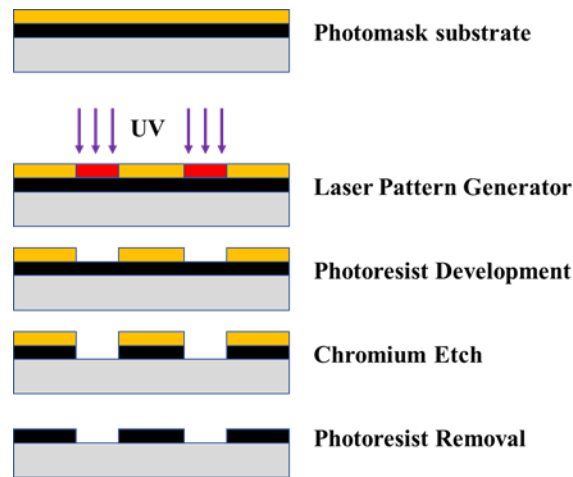 Photomask substrate
UV
Laser Pattern Generator
Photoresist Development
Chromium Etch
Photoresist Removal